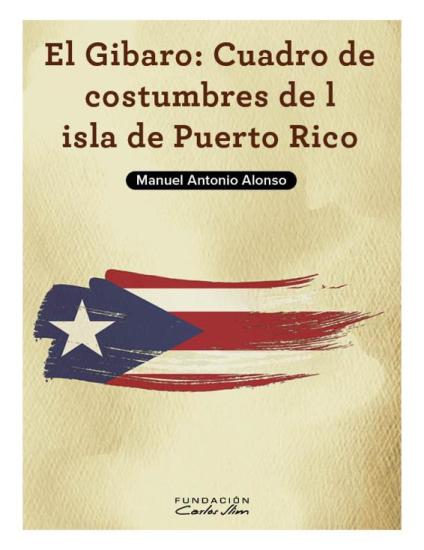 El Gibaro: Cuadro de
costumbres de l
isla de Puerto Rico
Manuel Antonio Alonso
FUNDACIÓN
Carlos Slim